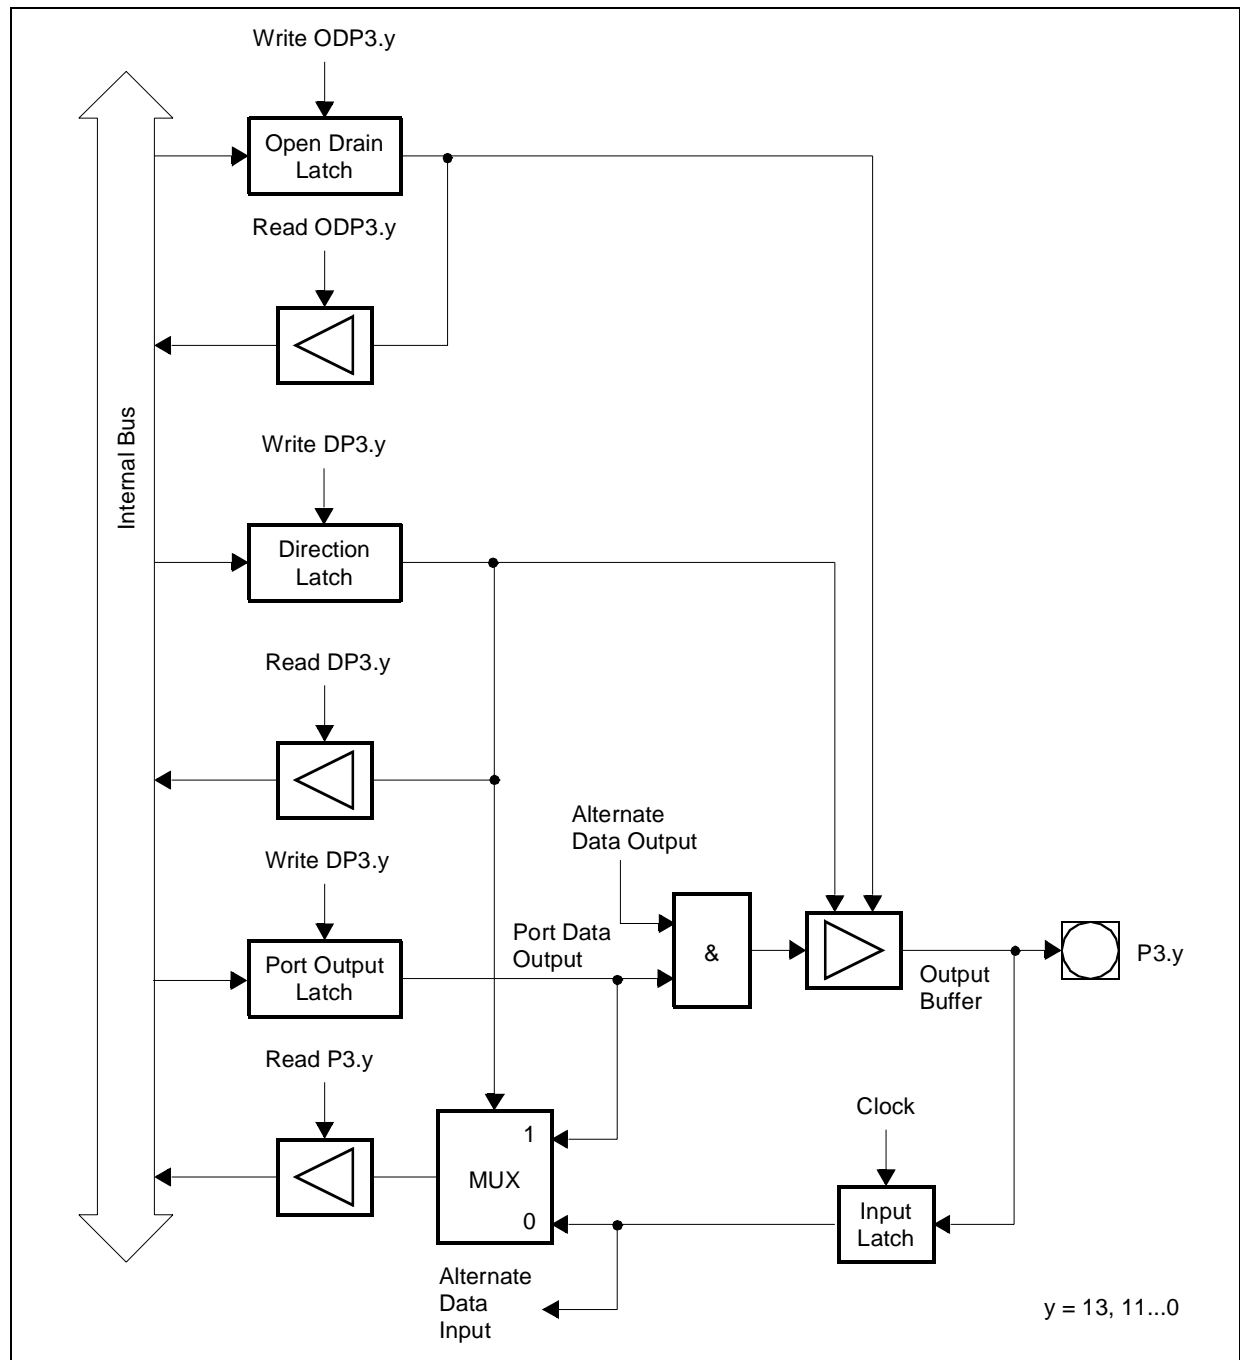 Write ODP3.y
Open Drain
Latch
Read ODP3.y
Internal Bus
Write DP3.y
Direction
Latch
Read DP3.y
Alternate
Data Output
Write DP3.y
Port Data
Output
&
Port Output
Latch
P3.y
Output
Buffer
Read P3.y
Clock
1
MUX
0
Input
Latch
Alternate
Data
Input
y = 13, 11...0